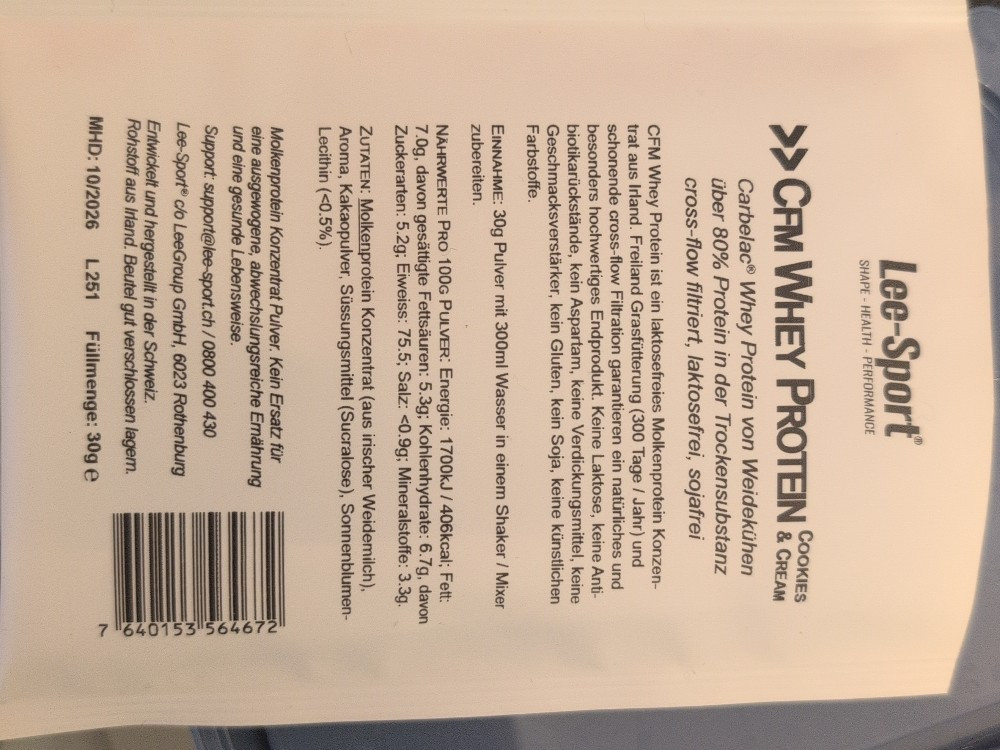 Lee-Sport®
SHAPE - HEALTH - PERFORMANCE
CFM WHEY PROTEIN COOKIES & CREAM
Carbelac® Whey Protein von Weidekühen
über 80% Protein in der Trockensubstanz
cross-flow filtriert, laktosefrei, sojafrei
CFM Whey Protein ist ein laktosefreies Molkenprotein Konzen-
trat aus Irland. Freiland Grasfütterung (300 Tage / Jahr) und
schonende cross-flow Filtration garantieren ein natürliches und
besonders hochwertiges Endprodukt. Keine Laktose, keine Anti-
biotikarückstände, kein Aspartam, keine Verdickungsmittel, keine
Geschmacksverstärker, kein Gluten, kein Soja, keine künstlichen
Farbstoffe.
EINNAHME: 30g Pulver mit 300ml Wasser in einem Shaker / Mixer
zubereiten.
NÄHRWERTE PRO 100G PULVER: Energie: 1700kJ / 406kcal; Fett:
7.0g, davon gesättigte Fettsäuren: 5.3g; Kohlenhydrate: 6.7g, davon
Zuckerarten: 5.2g; Eiweiss: 75.5; Salz: <0.9g; Mineralstoffe: 3.3g.
ZUTATEN: Molkenprotein Konzentrat (aus irischer Weidemilch),
Aroma, Kakaopulver, Süssungsmittel (Sucralose), Sonnenblumen-
Lecithin (<0.5%).
Molkenprotein Konzentrat Pulver. Kein Ersatz für
eine ausgewogene, abwechslungsreiche Ernährung
und eine gesunde Lebensweise.
Support: support@lee-sport.ch / 0800 400 430
Lee-Sport® c/o LeeGroup GmbH, 6023 Rothenburg
Entwickelt und hergestellt in der Schweiz.
Rohstoff aus Irland. Beutel gut verschlossen lagern.
MHD: 10/2026 L 251 Füllmenge: 30g ℮
7 640153 564672